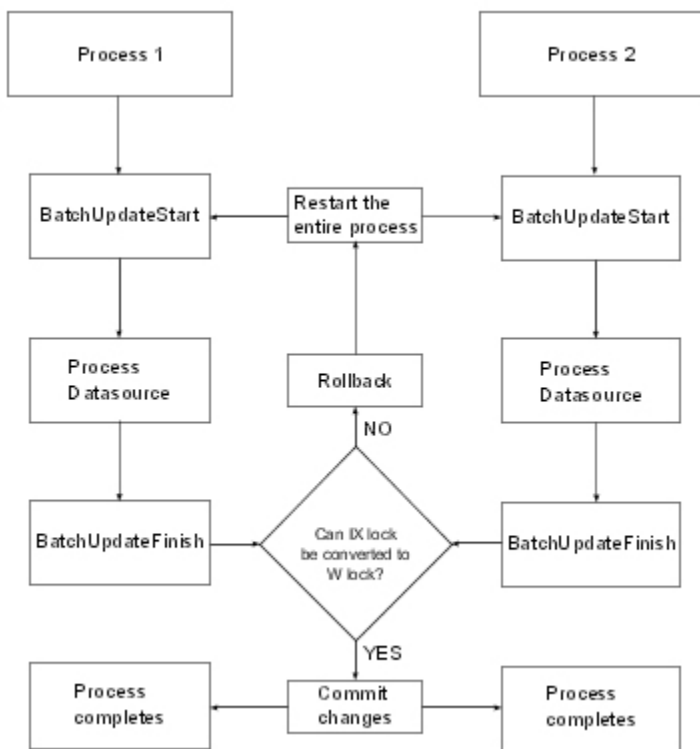 Process 1
Process 2
BatchUpdateStart
Restart the
entire process
BatchUpdateStart
Process
Datasource
Rollback
Process
Datasource
NO
BatchUpdateFinish
Can IX lock
be converted to
W lock?
BatchUpdateFinish
YES
Process
completes
Commit
changes
Process
completes